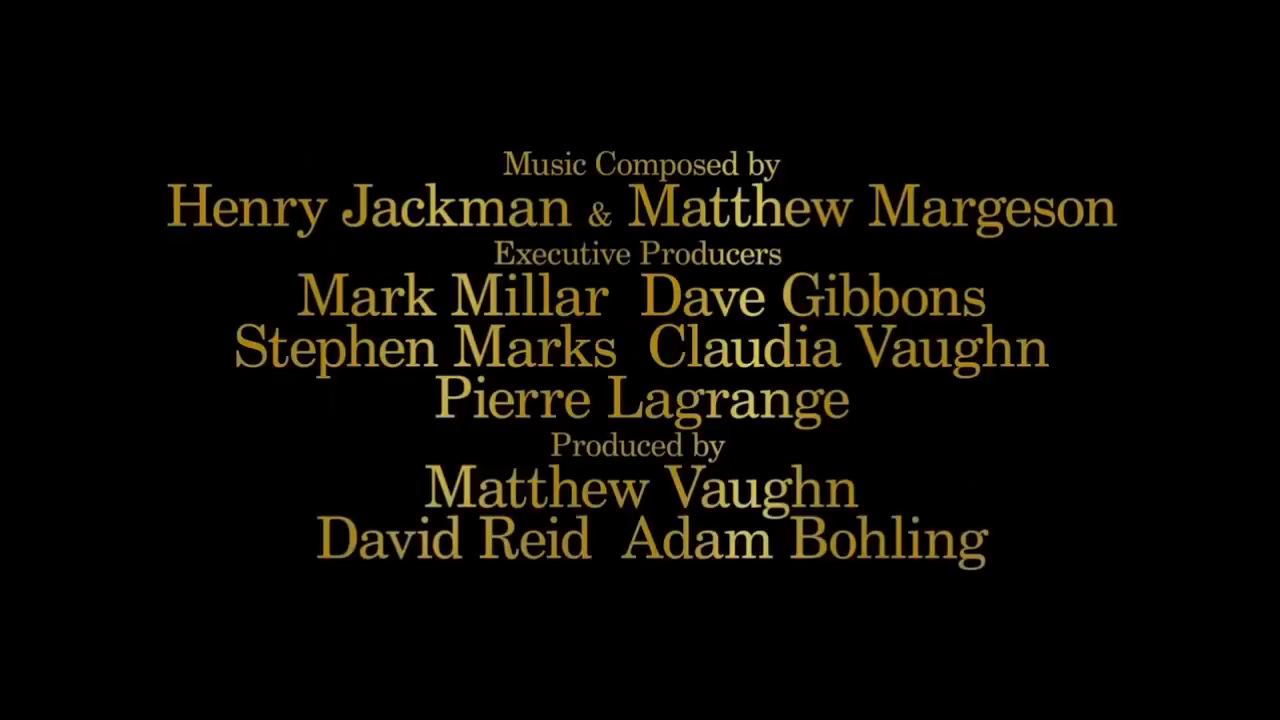 Music Composed by
Henry Jackman & Matthew Margeson
Executive Producers
Mark Millar Dave Gibbons
Stephen Marks Claudia Vaughn
Pierre Lagrange
Produced by
Matthew Vaughn
David Reid Adam Bohling